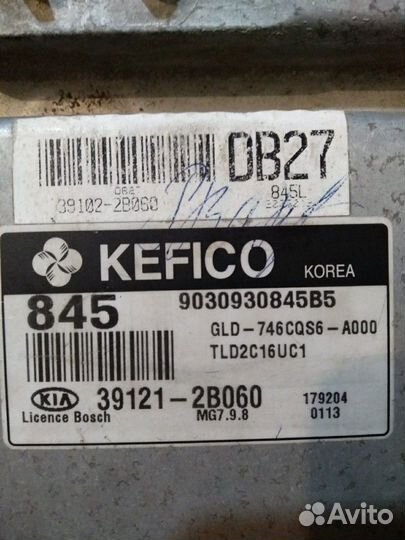 DB27
39102-2B060
845L
KEFICO
KOREA
845
9030930845B5
GLD-746CQS6-A000
TLD2C16UC1
KIA
39121-2B060
179204
Licence Bosch
MG7.9.8
0113
Avito